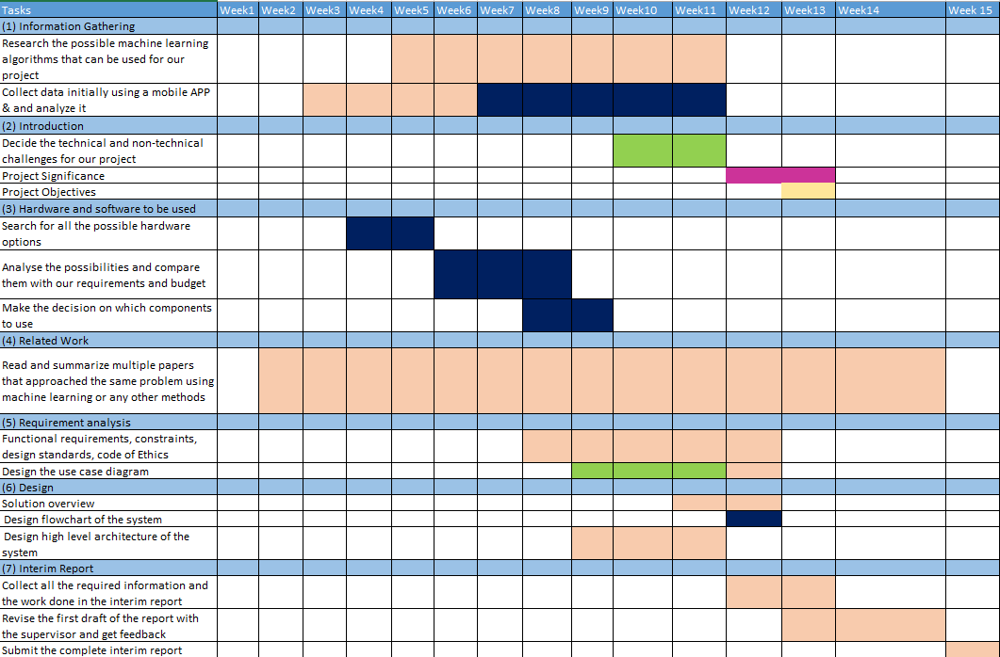 Tasks Week1 Week2 Week3 Week4 Week5 Week6 Week7 Week8 Week9 Week10 Week11 Week12 Week13 Week14 Week 15
(1) Information Gathering
Research the possible machine learning
algorithms that can be used for our
project
Collect data initially using a mobile APP
& and analyze it
(2) Introduction
Decide the technical and non-technical
challenges for our project
Project Significance
Project Objectives
(3) Hardware and software to be used
Search for all the possible hardware
options
Analyse the possibilities and compare
them with our requirements and budget
Make the decision on which components
to use
(4) Related Work
Read and summarize multiple papers
that approached the same problem using
machine learning or any other methods
(5) Requirement analysis
Functional requirements, constraints,
design standards, code of Ethics
Design the use case diagram
(6) Design
Solution overview
Design flowchart of the system
Design high level architecture of the
system
(7) Interim Report
Collect all the required information and
the work done in the interim report
Revise the first draft of the report with
the supervisor and get feedback
Submit the complete interim report